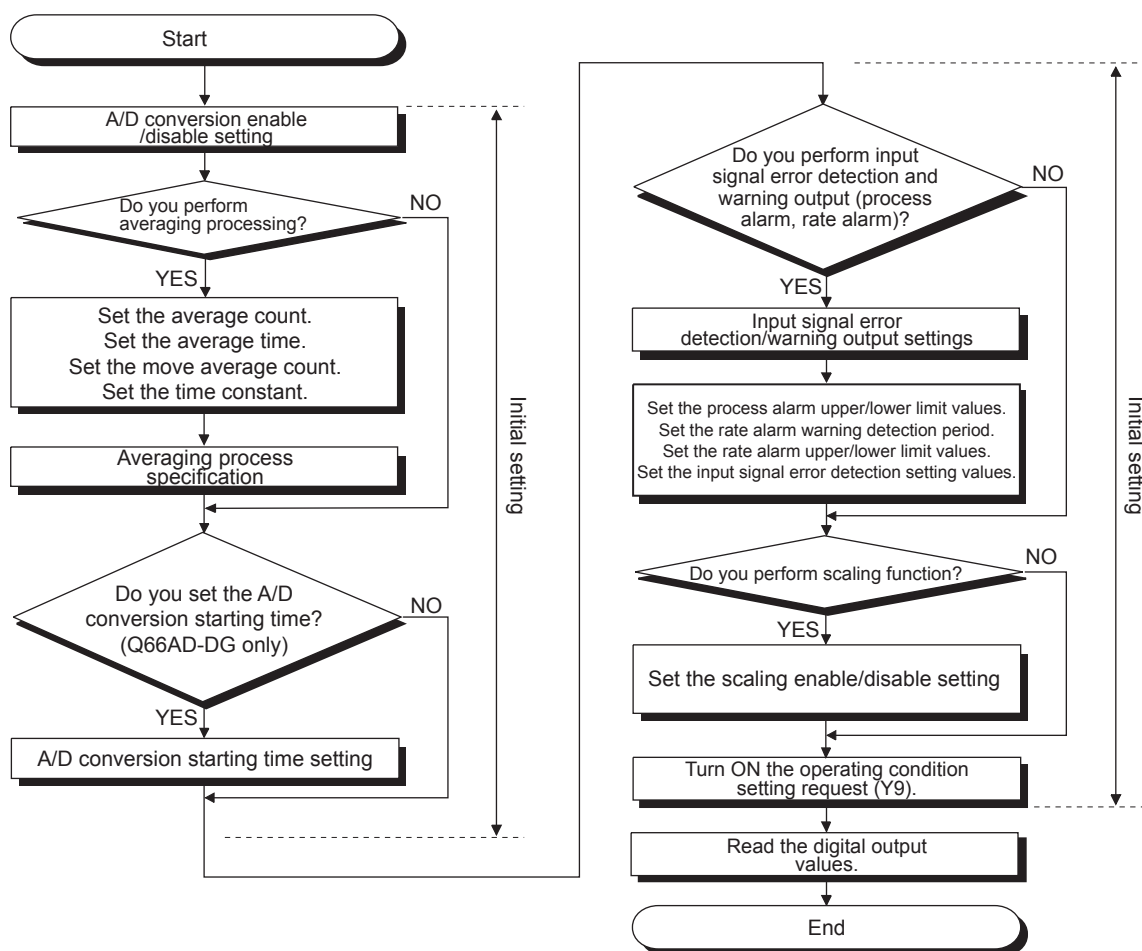 Start
A/D conversion enable
/disable setting
Do you perform
averaging processing?
NO
YES
Set the average count.
Set the average time.
Set the move average count.
Set the time constant.
Averaging process
specification
Do you set the A/D
conversion starting time?
(Q66AD-DG only)
NO
YES
A/D conversion starting time setting
Initial setting
Do you perform input
signal error detection and
warning output (process
alarm, rate alarm)?
NO
YES
Input signal error
detection/warning output settings
Set the process alarm upper/lower limit values.
Set the rate alarm warning detection period.
Set the rate alarm upper/lower limit values.
Set the input signal error detection setting values.
Do you perform scaling function?
NO
YES
Set the scaling enable/disable setting
Turn ON the operating condition
setting request (Y9).
Initial setting
Read the digital output
values.
End